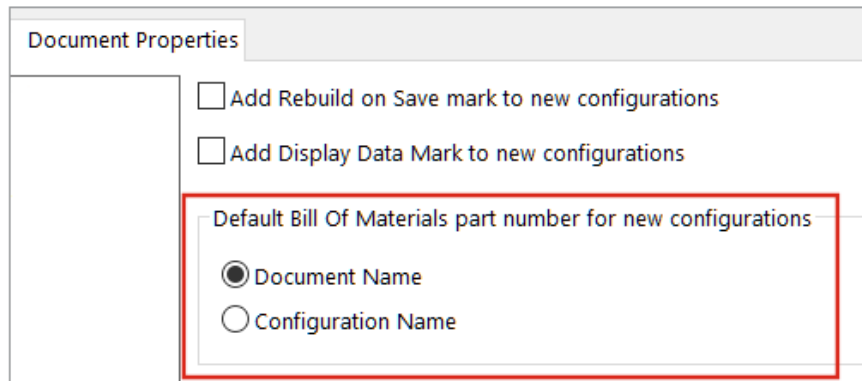 Document Properties
Add Rebuild on Save mark to new configurations
Add Display Data Mark to new configurations
Default Bill Of Materials part number for new configurations
Document Name
Configuration Name